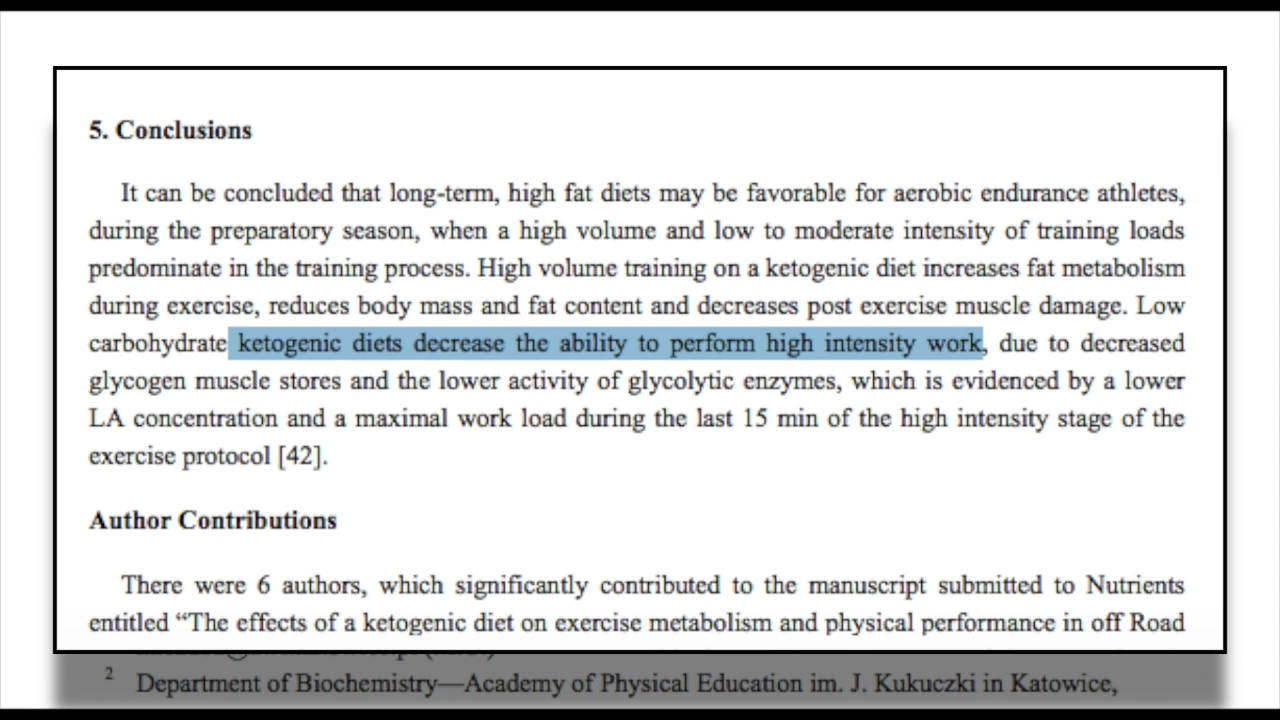 5. Conclusions
It can be concluded that long-term, high fat diets may be favorable for aerobic endurance athletes,
during the preparatory season, when a high volume and low to moderate intensity of training loads
predominate in the training process. High volume training on a ketogenic diet increases fat metabolism
during exercise, reduces body mass and fat content and decreases post exercise muscle damage. Low
carbohydrate ketogenic diets decrease the ability to perform high intensity work, due to decreased
glycogen muscle stores and the lower activity of glycolytic enzymes, which is evidenced by a lower
LA concentration and a maximal work load during the last 15 min of the high intensity stage of the
exercise protocol [42].
Author Contributions
There were 6 authors, which significantly contributed to the manuscript submitted to Nutrients
entitled “The effects of a ketogenic diet on exercise metabolism and physical performance in off Road
2 Department of Biochemistry—Academy of Physical Education im. J. Kukuczki in Katowice,